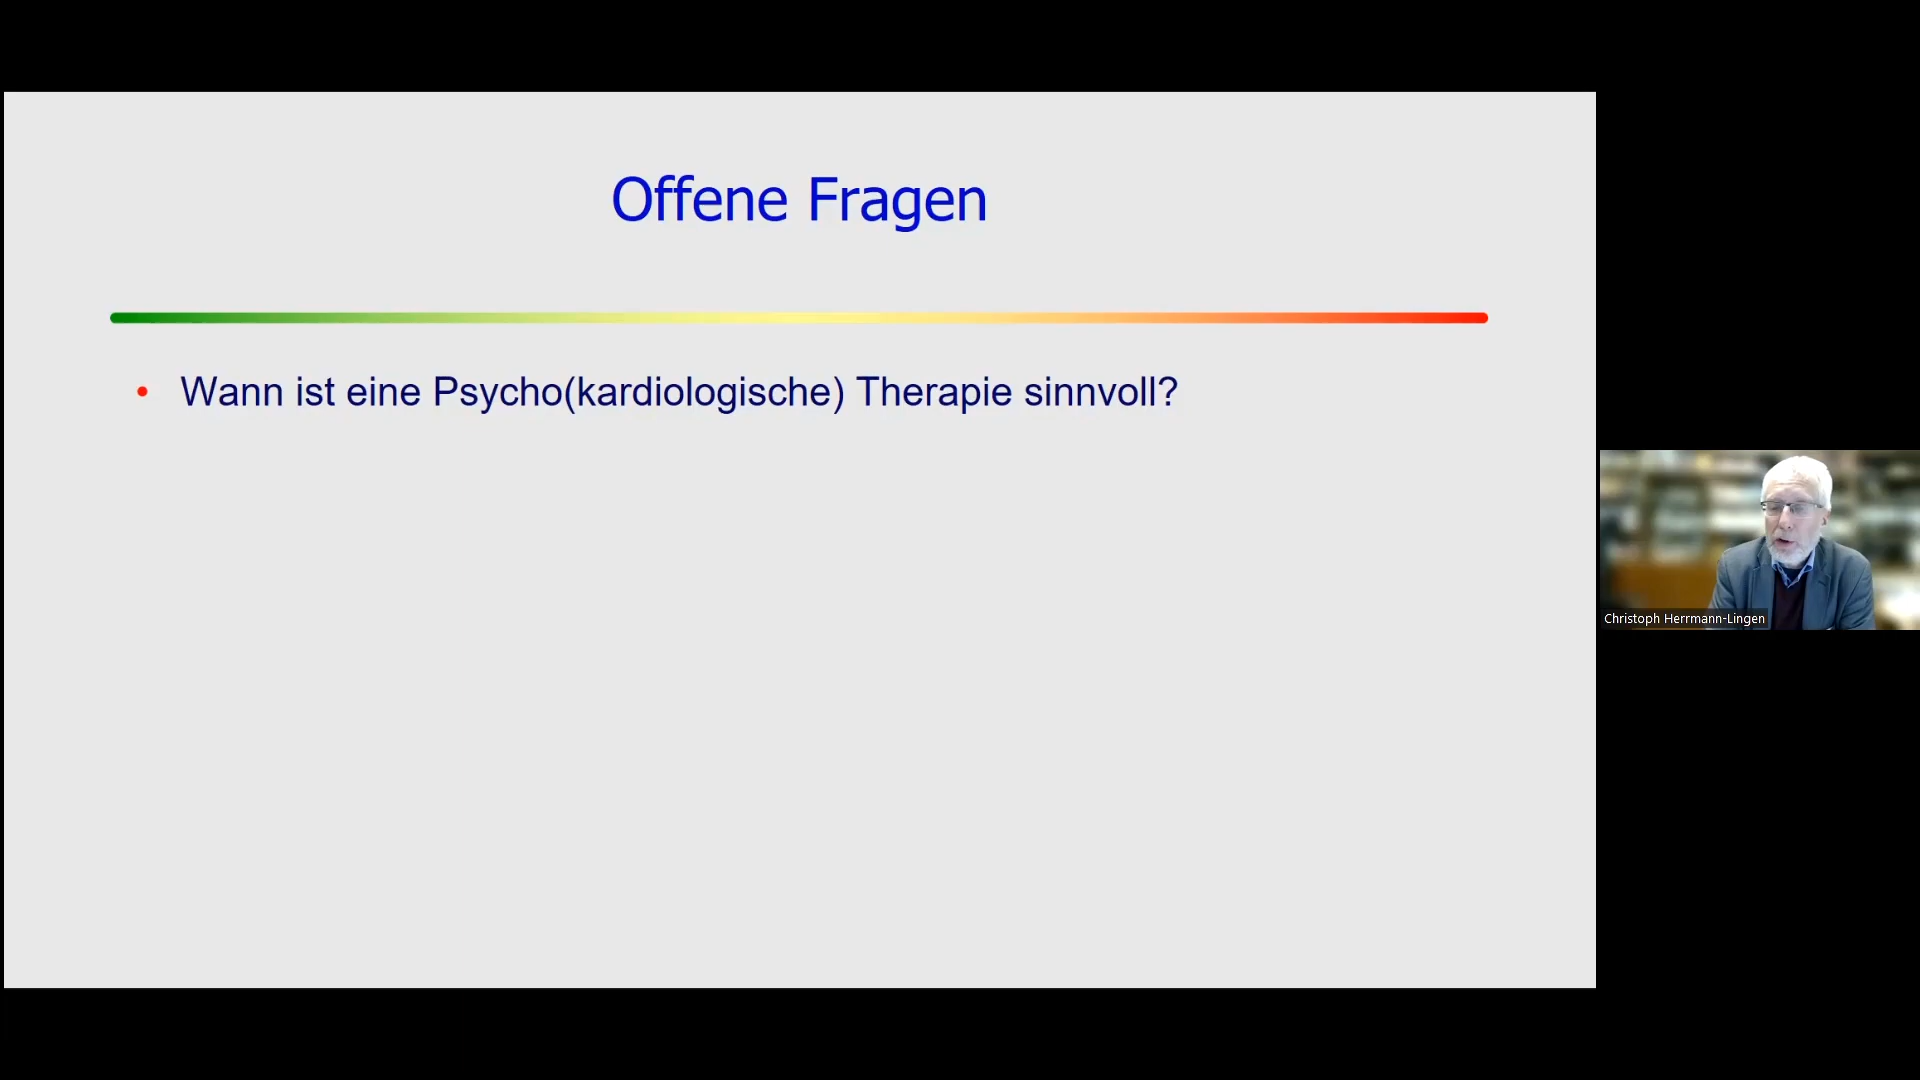 Offene Fragen
• Wann ist eine Psycho(kardiologische) Therapie sinnvoll?
Christoph Herrmann-Lingen